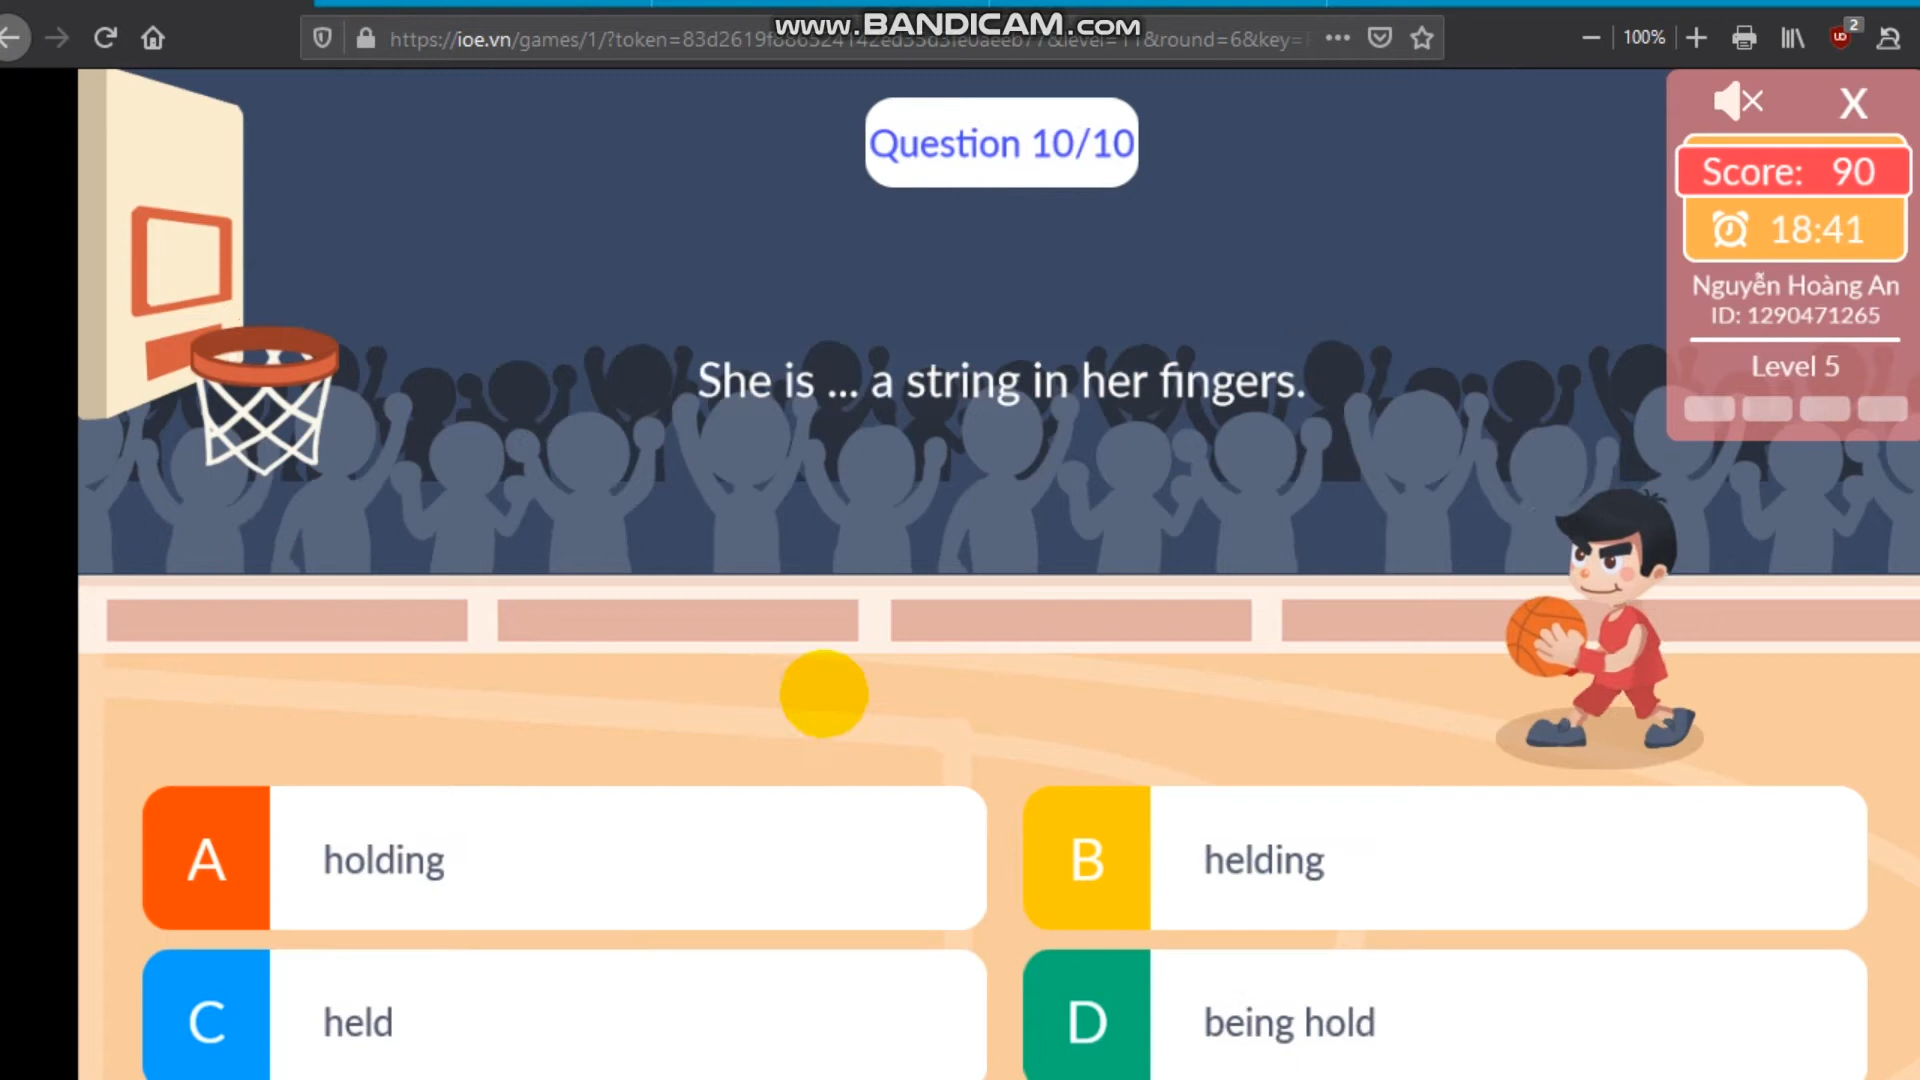 www.BANDICAM.com
100%
2
Question 10/10
Score: 90
18:41
Nguyễn Hoàng An
ID: 1290471265
Level 5
X
She is ... a string in her fingers.
A holding
B helding
C held
D being hold